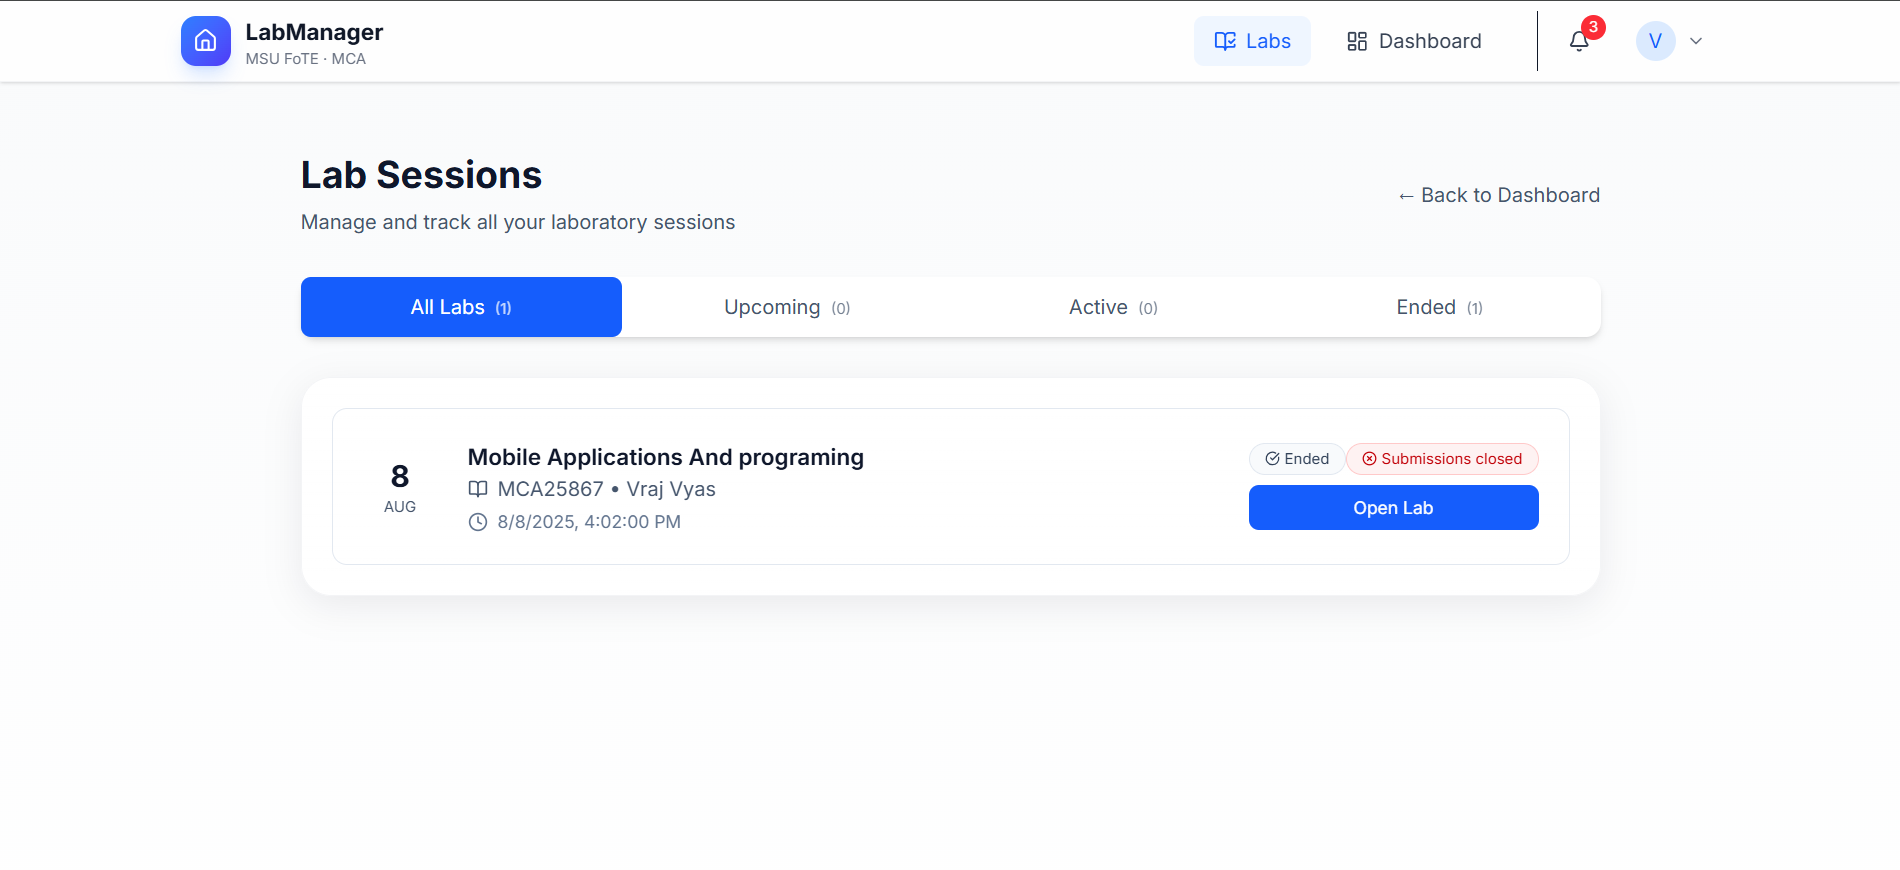 LabManager
MSU FoTE · MCA
Labs
Dashboard
3
V
Lab Sessions
Manage and track all your laboratory sessions
← Back to Dashboard
All Labs (1)
Upcoming (0)
Active (0)
Ended (1)
8
AUG
Mobile Applications And programing
MCA25867 • Vraj Vyas
8/8/2025, 4:02:00 PM
Ended
Submissions closed
Open Lab